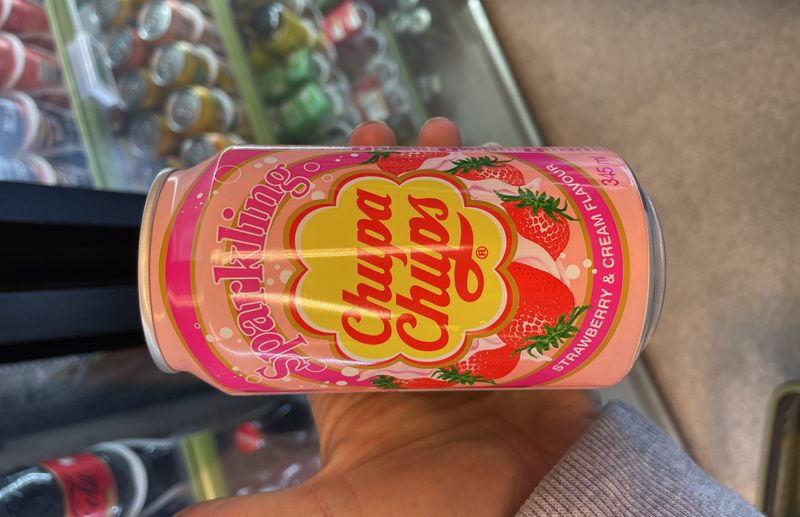 Sparkling
Chupa
Chups®
STRAWBERRY & CREAM FLAVOUR
345 ml